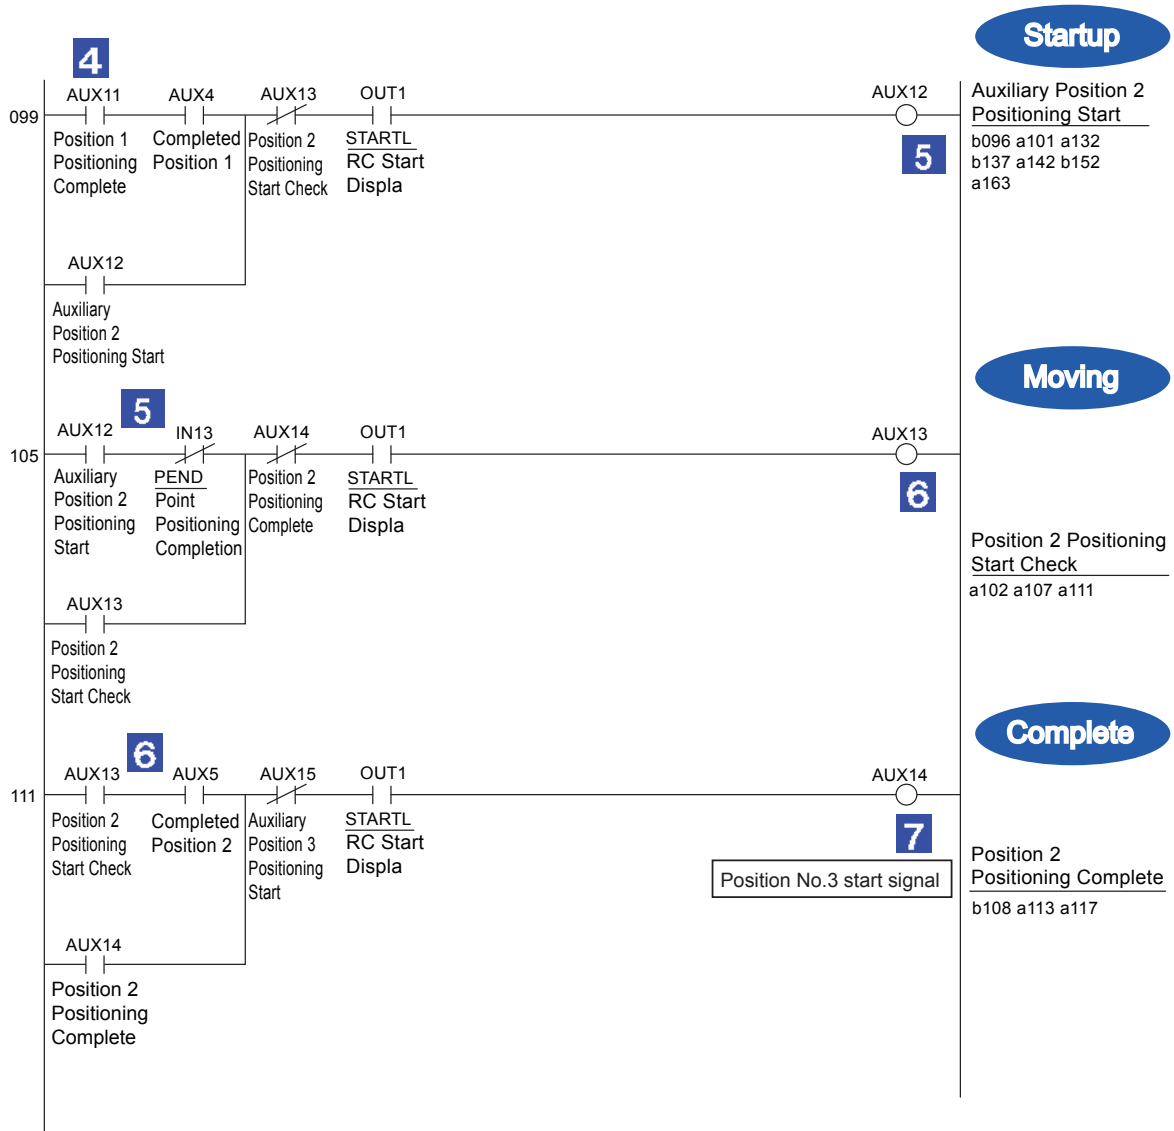 Startup
4
AUX11 AUX4 AUX13 OUT1 AUX12
099
Position 1
Positioning
Complete
Completed
Position 1
Position 2
Positioning
Start Check
STARTL
RC Start
Displa
5
Auxiliary Position 2
Positioning Start
b096 a101 a132
b137 a142 b152
a163
AUX12
Auxiliary
Position 2
Positioning Start
Moving
5
AUX12 IN13 AUX14 OUT1 AUX13
105
Auxiliary
Position 2
Positioning
Start
PEND
Point
Positioning
Completion
Position 2
Positioning
Complete
STARTL
RC Start
Displa
6
Position 2 Positioning
Start Check
a102 a107 a111
AUX13
Position 2
Positioning
Start Check
Complete
6
AUX13 AUX5 AUX15 OUT1 AUX14
111
Position 2
Positioning
Start Check
Completed
Position 2
Auxiliary
Position 3
Positioning
Start
STARTL
RC Start
Displa
7
Position No.3 start signal
Position 2
Positioning Complete
b108 a113 a117
AUX14
Position 2
Positioning
Complete